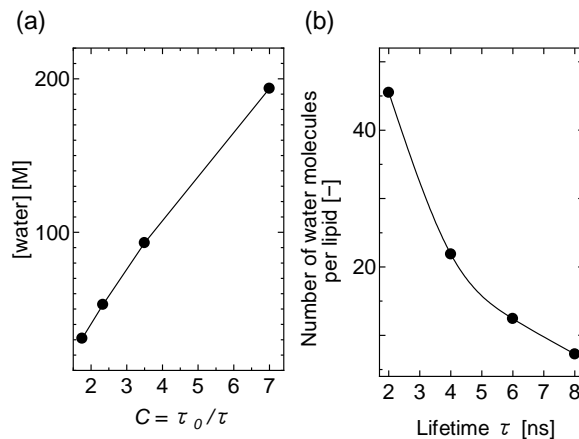 (a)
[water] [M]
200
100
2 3 4 5 6 7
C = τ0/τ
(b)
Number of water molecules
per lipid [−]
40
20
2 3 4 5 6 7 8
Lifetime τ [ns]